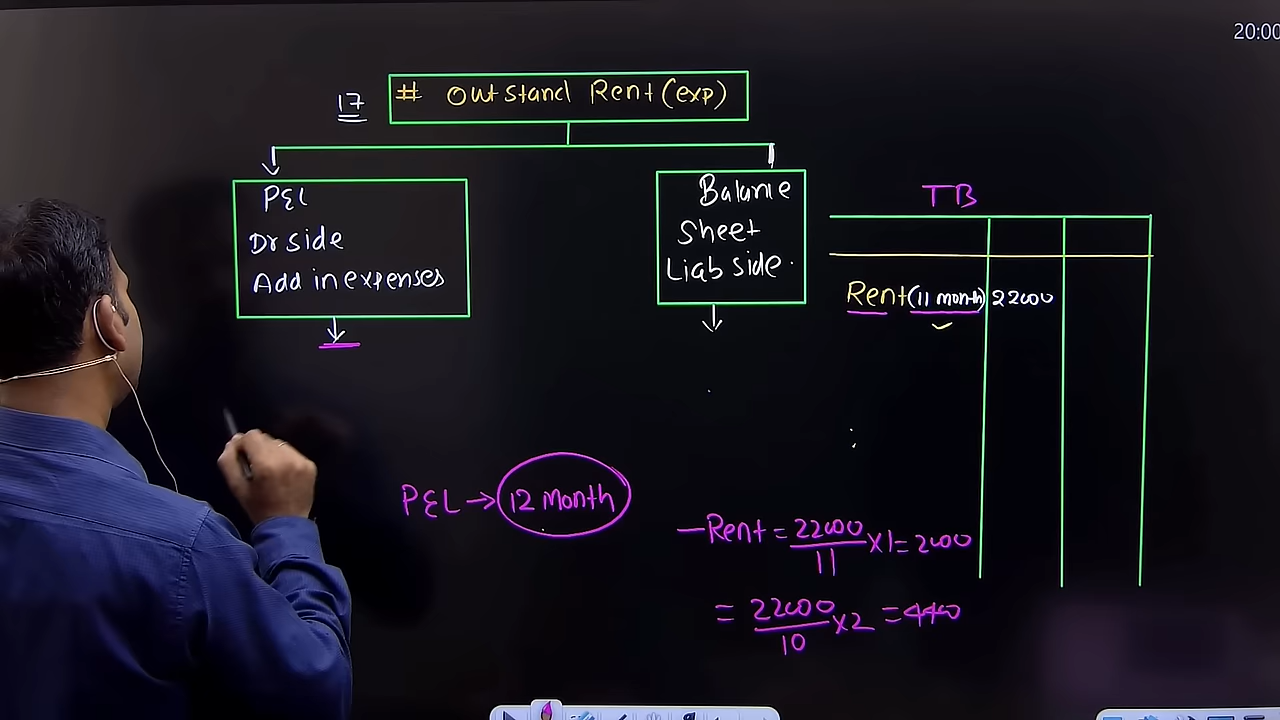 20:00
17 # Outstand Rent (exp)
P&L
Dr side
Add in expenses
Balance
Sheet
Liab side.
TB
Rent (11 month) 22000
P&L → 12 month
- Rent = 22000/11 × 1 = 2000
= 22000/10 × 2 = 4400